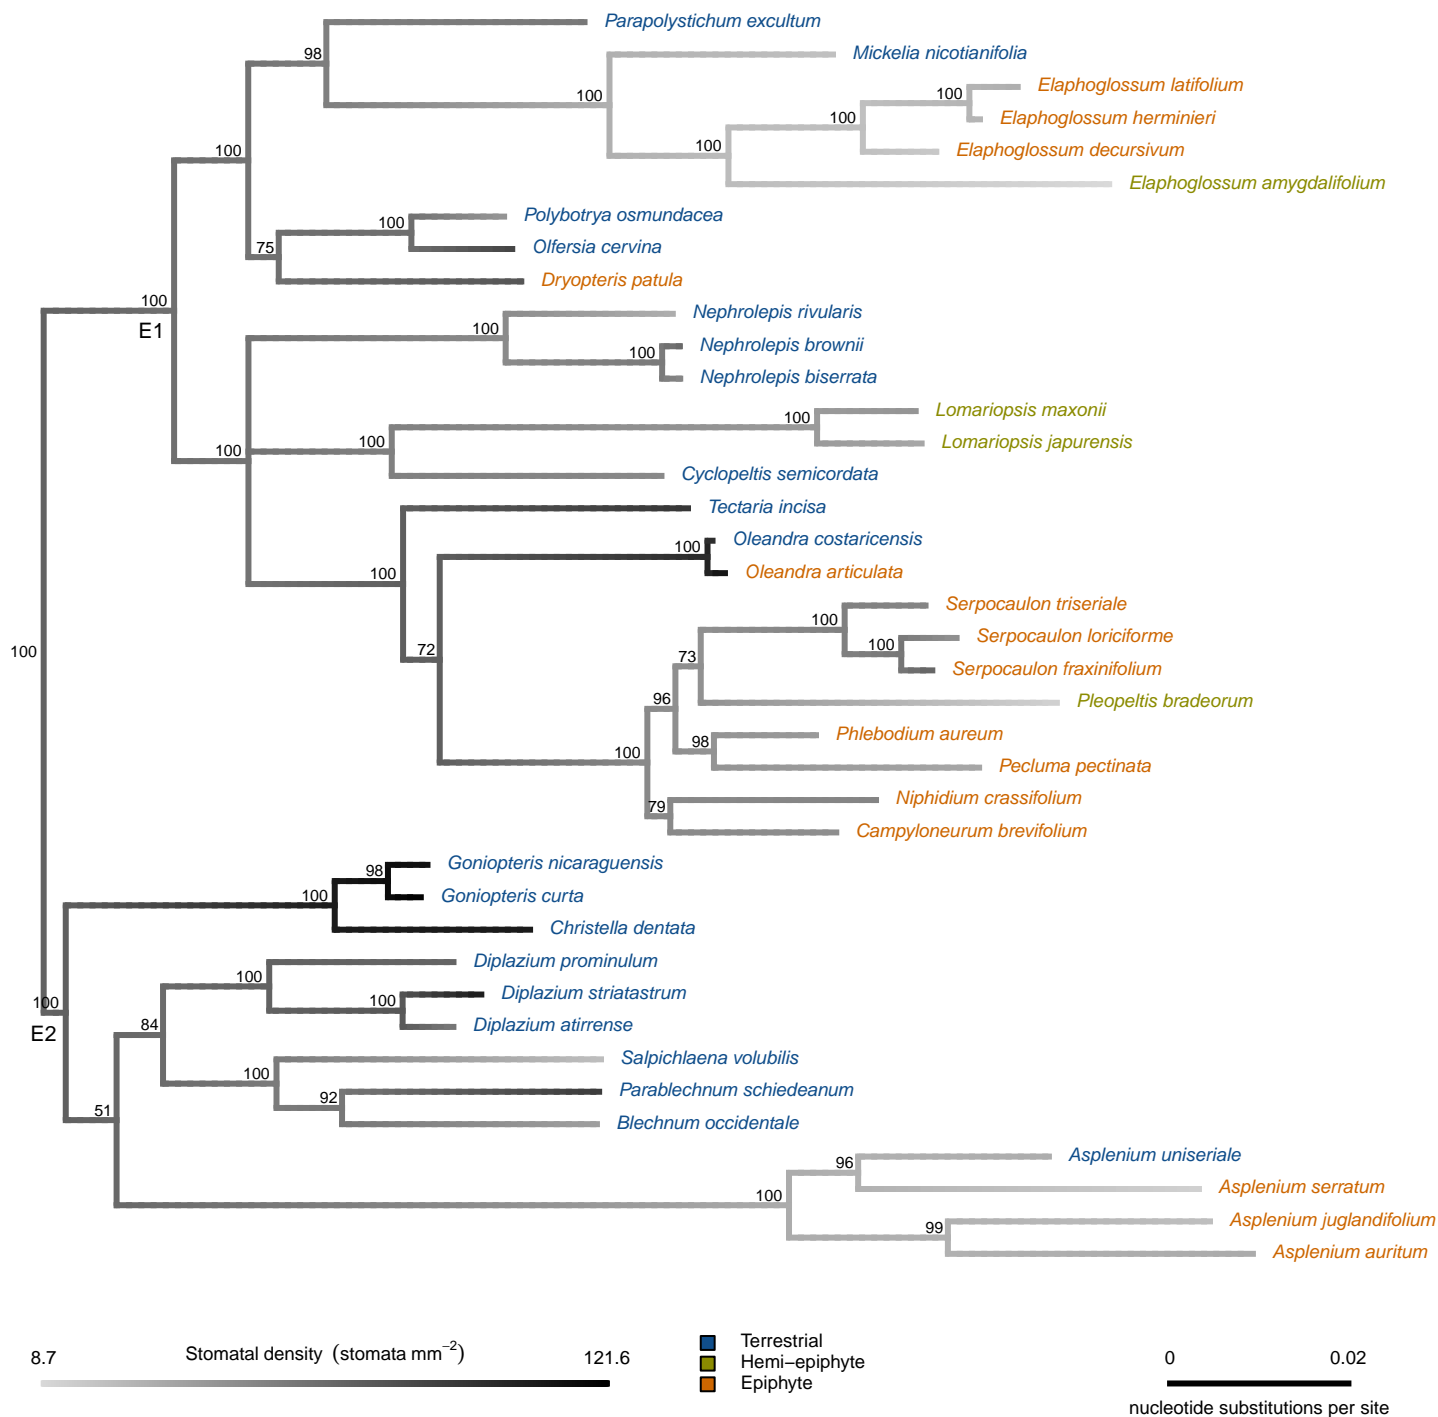 Parapolystichum excultum
98
Mickelia nicotianifolia
Elaphoglossum latifolium
100
100
Elaphoglossum herminieri
100
100
Elaphoglossum decursivum
100
Elaphoglossum amygdalifolium
Polybotrya osmundacea
100
Olfersia cervina
75
Dryopteris patula
100
E1
Nephrolepis rivularis
100
Nephrolepis brownii
100
Nephrolepis biserrata
Lomariopsis maxonii
100
Lomariopsis japurensis
100
100
Cyclopeltis semicordata
Tectaria incisa
Oleandra costaricensis
100
Oleandra articulata
100
Serpocaulon triseriale
100
Serpocaulon loriciforme
100
72
100
Serpocaulon fraxinifolium
73
Pleopeltis bradeorum
96
Phlebodium aureum
98
100
Pecluma pectinata
Niphidium crassifolium
79
Campyloneurum brevifolium
Goniopteris nicaraguensis
98
Goniopteris curta
100
Christella dentata
Diplazium prominulum
100
Diplazium striatastrum
100
100
Diplazium atirrense
E2
84
Salpichlaena volubilis
100
Parablechnum schiedeanum
92
51
Blechnum occidentale
Asplenium uniseriale
96
Asplenium serratum
100
Asplenium juglandifolium
99
Asplenium auritum
8.7
Stomatal density (stomata mm−2)
121.6
Terrestrial
Hemi−epiphyte
Epiphyte
0
0.02
nucleotide substitutions per site